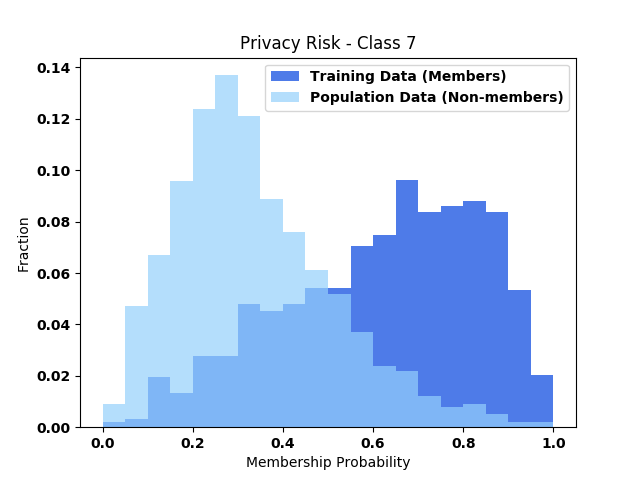 Privacy Risk - Class 7
Training Data (Members)
Population Data (Non-members)
Fraction
0.14
0.12
0.10
0.08
0.06
0.04
0.02
0.00
0.0 0.2 0.4 0.6 0.8 1.0
Membership Probability